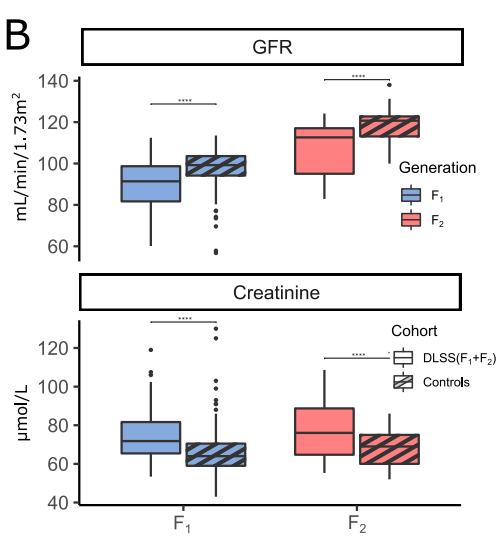 B
GFR
mL/min/1.73m²
140
120
100
80
60
****
****
Generation
F₁
F₂
Creatinine
µmol/L
120
100
80
60
40
****
****
Cohort
DLSS(F₁+F₂)
Controls
F₁
F₂